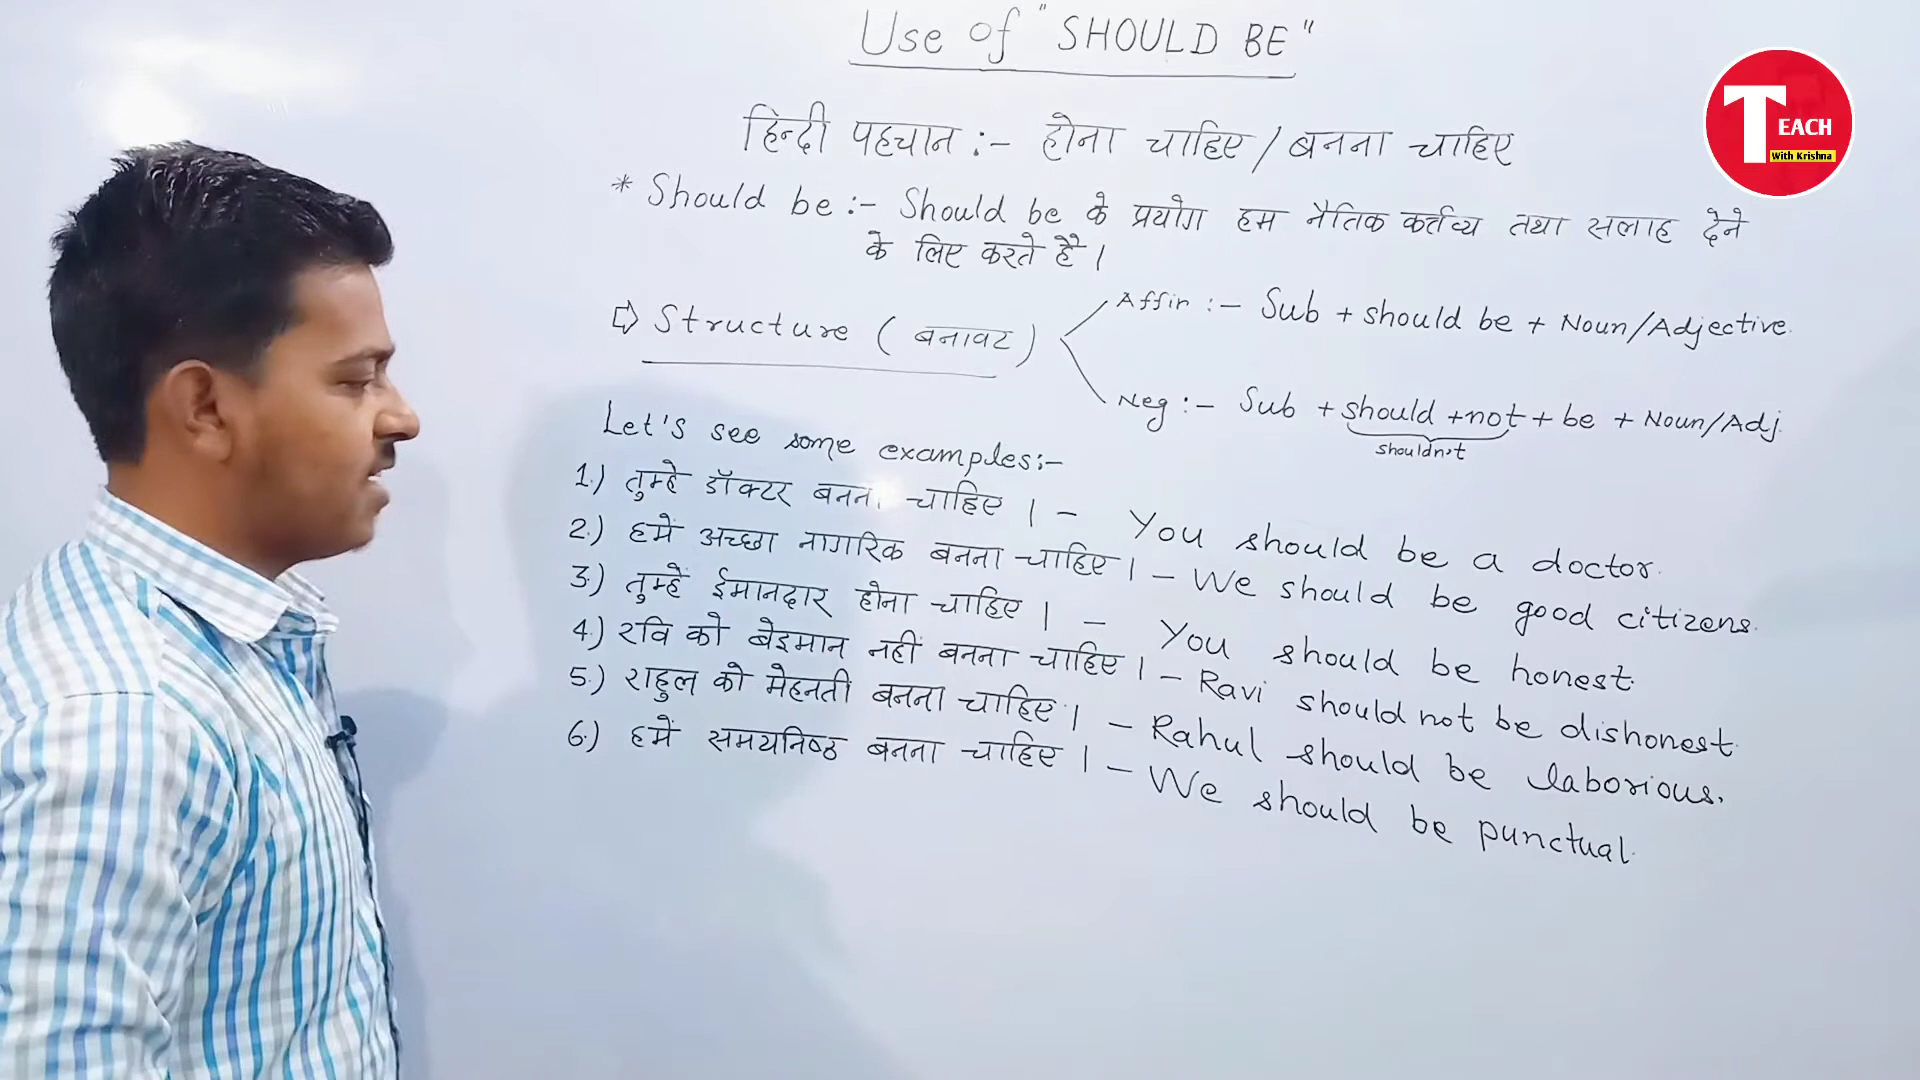 Use of "SHOULD BE"
TEACH
With Krishna
हिन्दी पहचान :- होना चाहिए / बनना चाहिए
* Should be :- Should be के प्रयोग हम नैतिक कर्तव्य तथा सलाह देने
के लिए करते हैं।
⇨ Structure ( बनावट )
Affir :- Sub + should be + Noun/Adjective.
Neg :- Sub + should + not + be + Noun/Adj.
shouldn't
Let's see some examples:-
1.) तुम्हे डॉक्टर बनन चाहिए । - You should be a doctor.
2.) हमें अच्छा नागरिक बनना चाहिए। - We should be good citizens.
3.) तुम्हें ईमानदार होना चाहिए । - You should be honest.
4.) रवि को बेइमान नहीं बनना चाहिए । - Ravi should not be dishonest.
5.) राहुल को मेहनती बनना चाहिए । - Rahul should be laborious.
6.) हमें समयनिष्ठ बनना चाहिए । - We should be punctual.